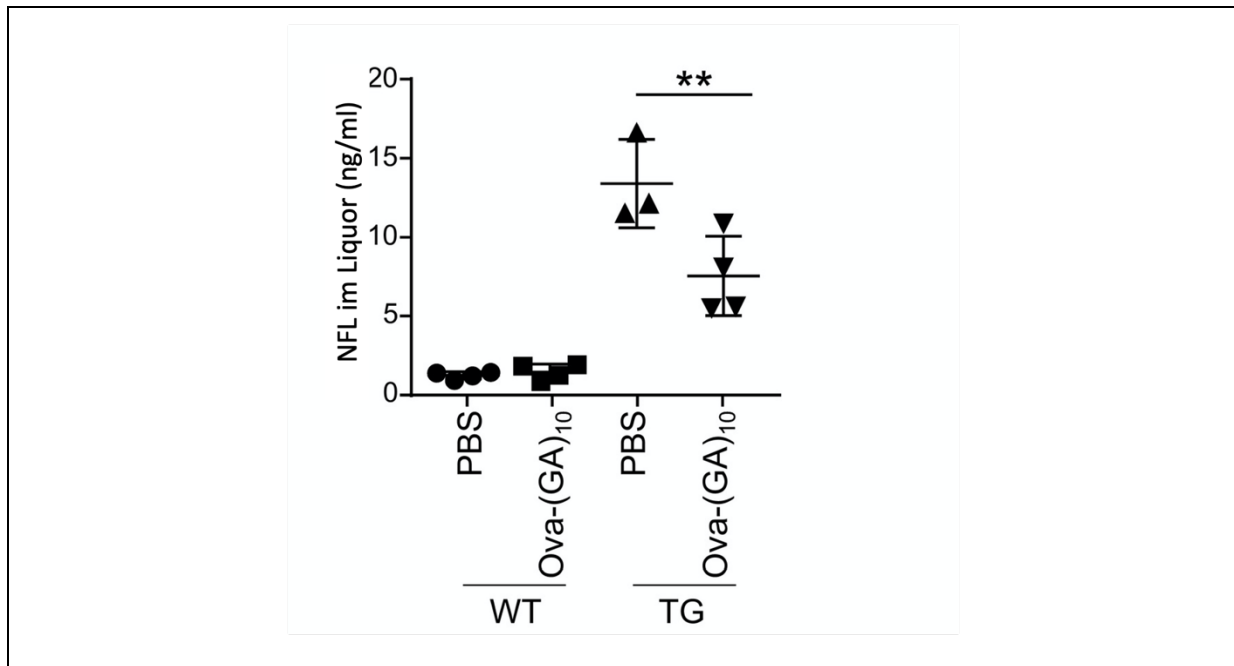 NFL im Liquor (ng/ml)
20
15
10
5
0
**
PBS
Ova-(GA)₁₀
PBS
Ova-(GA)₁₀
WT
TG